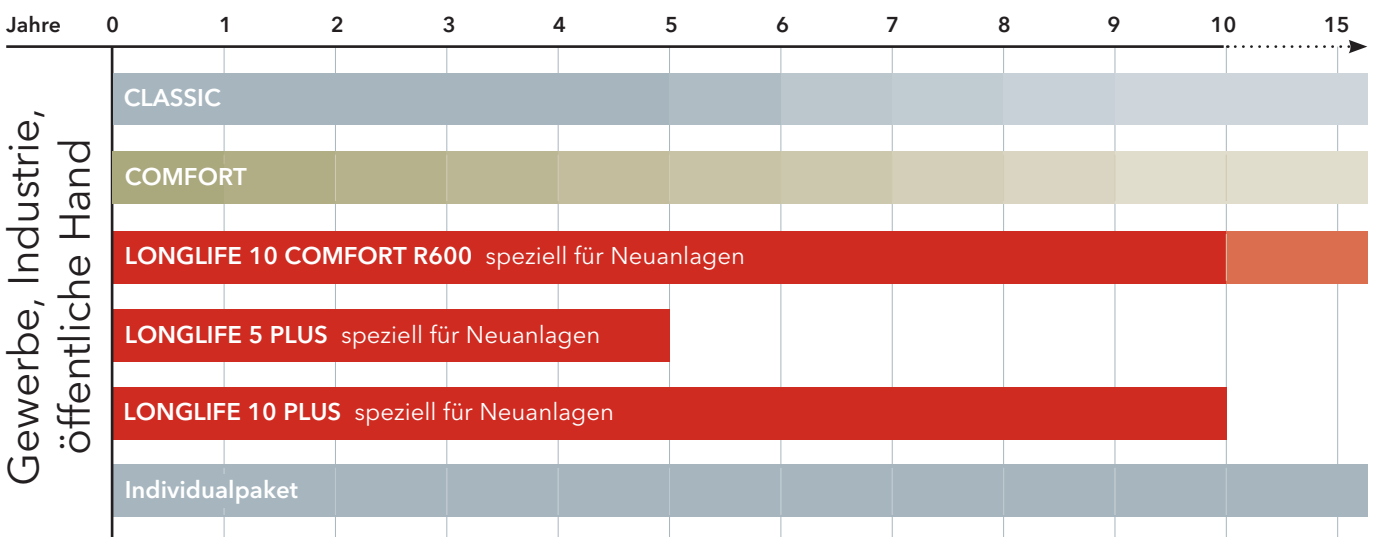 Jahre 0 1 2 3 4 5 6 7 8 9 10 15
Gewerbe, Industrie,
öffentliche Hand
CLASSIC
COMFORT
LONGLIFE 10 COMFORT R600 speziell für Neuanlagen
LONGLIFE 5 PLUS speziell für Neuanlagen
LONGLIFE 10 PLUS speziell für Neuanlagen
Individualpaket